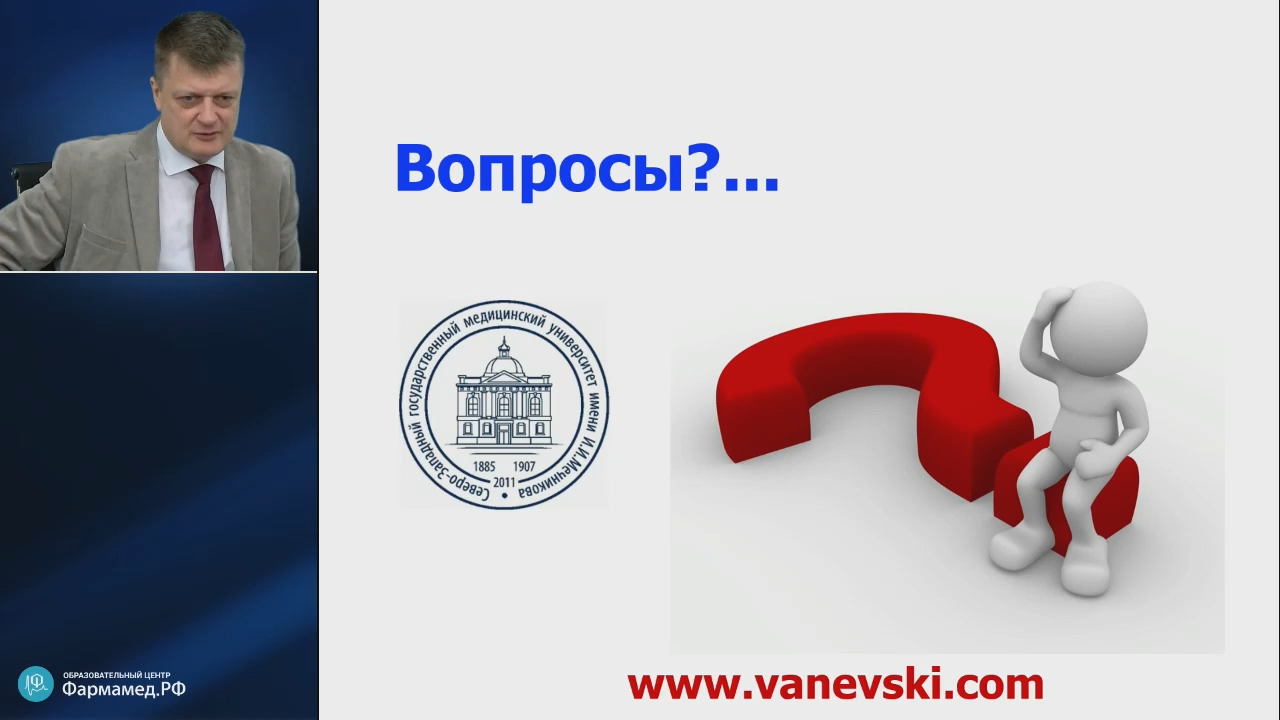 Вопросы?...
Северо-Западный государственный медицинский университет имени И.И.Мечникова
1885 1907
2011
www.vanevski.com
ОБРАЗОВАТЕЛЬНЫЙ ЦЕНТР
Фармамед.РФ